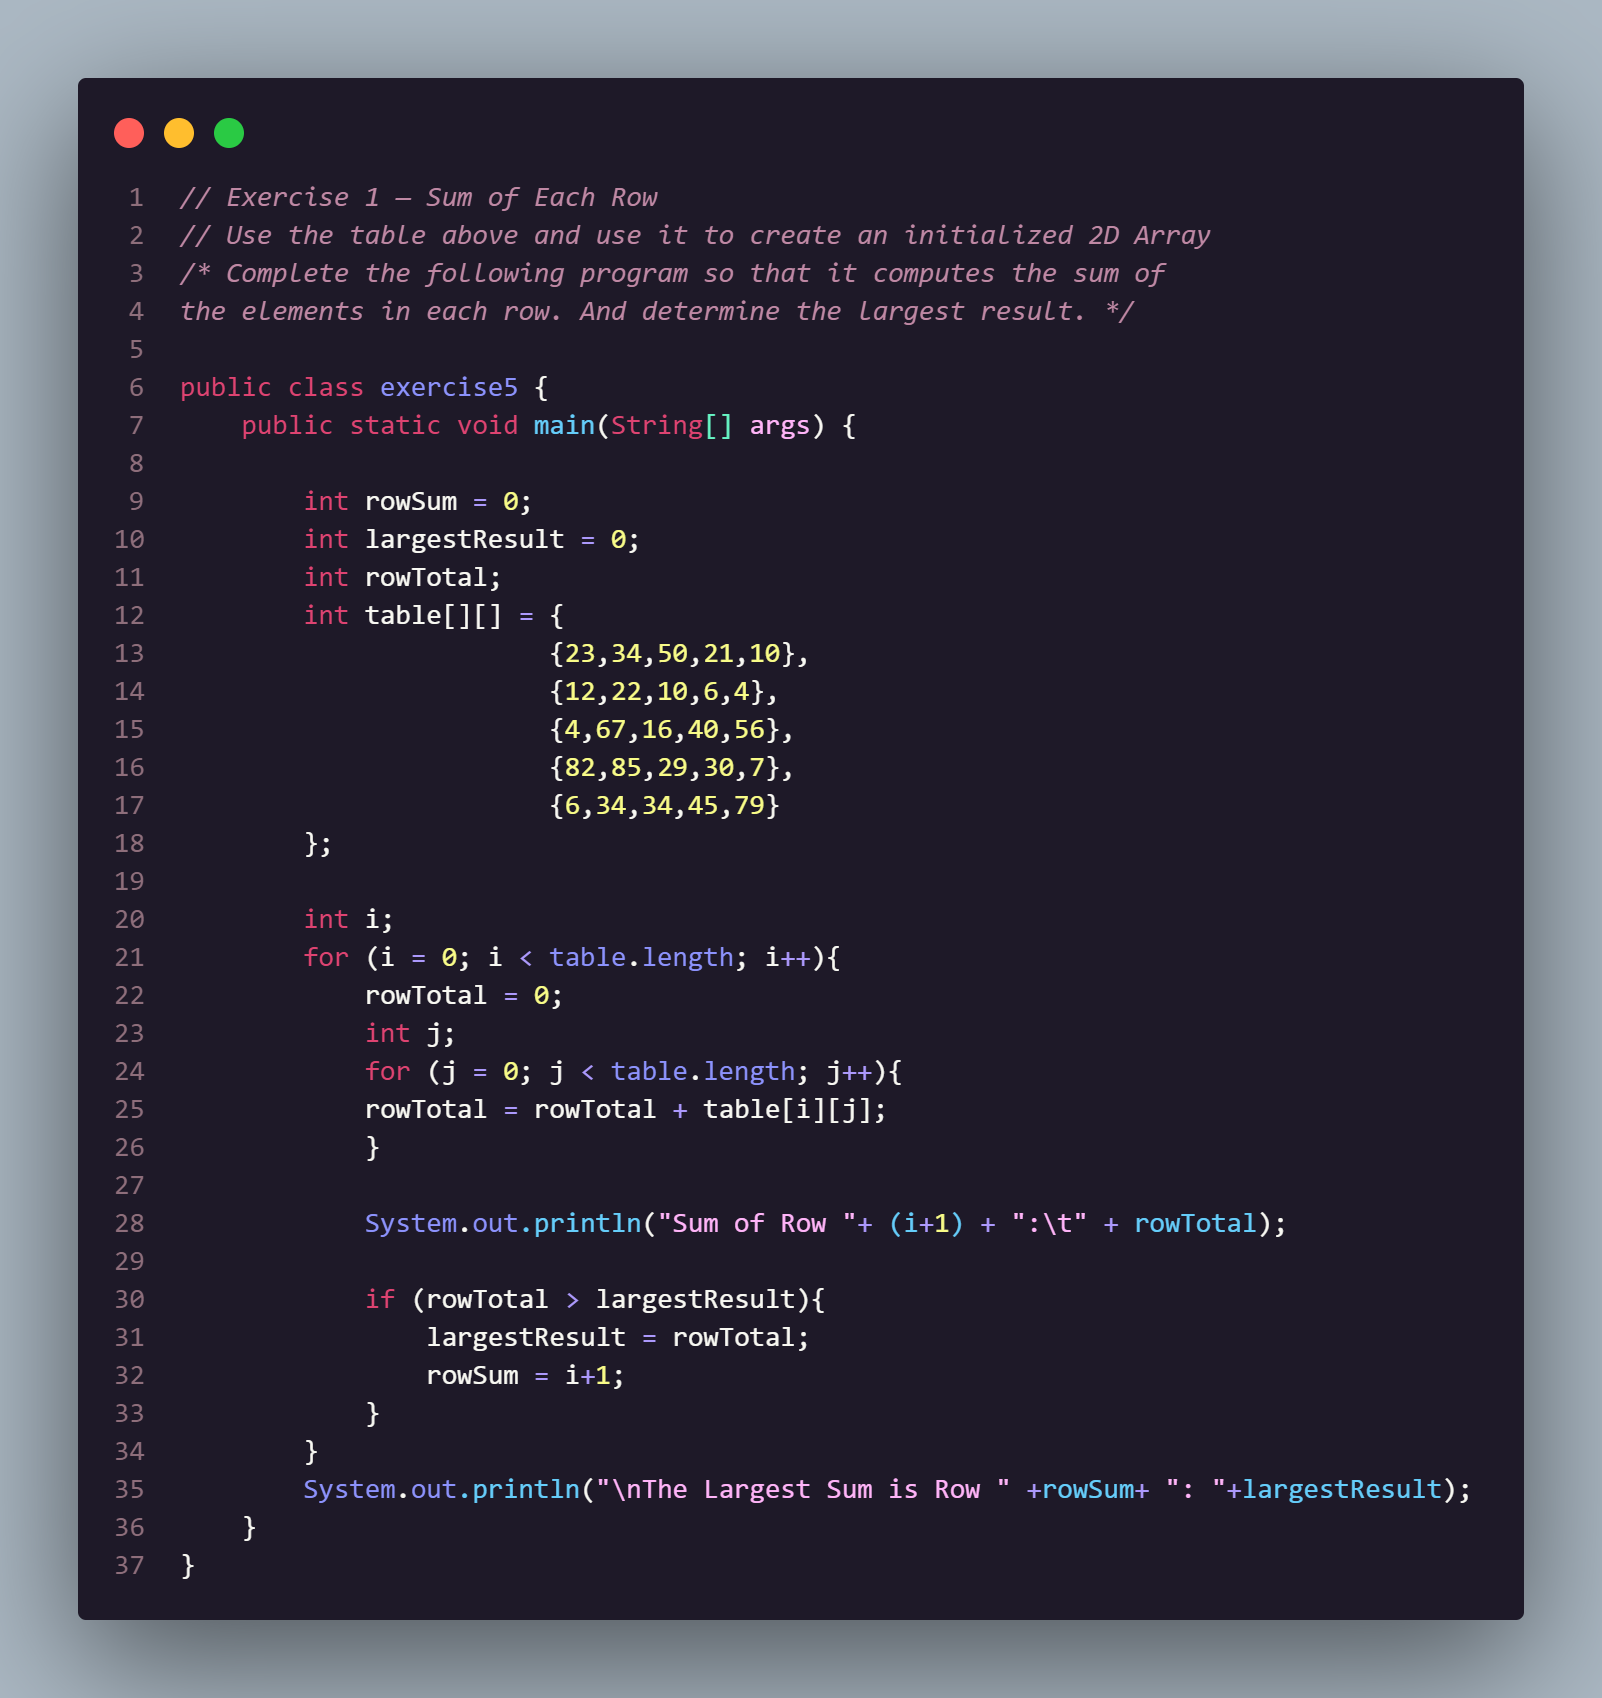 1 // Exercise 1 – Sum of Each Row
2 // Use the table above and use it to create an initialized 2D Array
3 /* Complete the following program so that it computes the sum of
4 the elements in each row. And determine the largest result. */
5
6 public class exercise5 {
7     public static void main(String[] args) {
8
9         int rowSum = 0;
10         int largestResult = 0;
11         int rowTotal;
12         int table[][] = {
13                         {23,34,50,21,10},
14                         {12,22,10,6,4},
15                         {4,67,16,40,56},
16                         {82,85,29,30,7},
17                         {6,34,34,45,79}
18         };
19
20         int i;
21         for (i = 0; i < table.length; i++){
22             rowTotal = 0;
23             int j;
24             for (j = 0; j < table.length; j++){
25             rowTotal = rowTotal + table[i][j];
26             }
27
28             System.out.println("Sum of Row "+ (i+1) + ":\t" + rowTotal);
29
30             if (rowTotal > largestResult){
31                 largestResult = rowTotal;
32                 rowSum = i+1;
33             }
34         }
35         System.out.println("\nThe Largest Sum is Row " +rowSum+ ": "+largestResult);
36     }
37 }